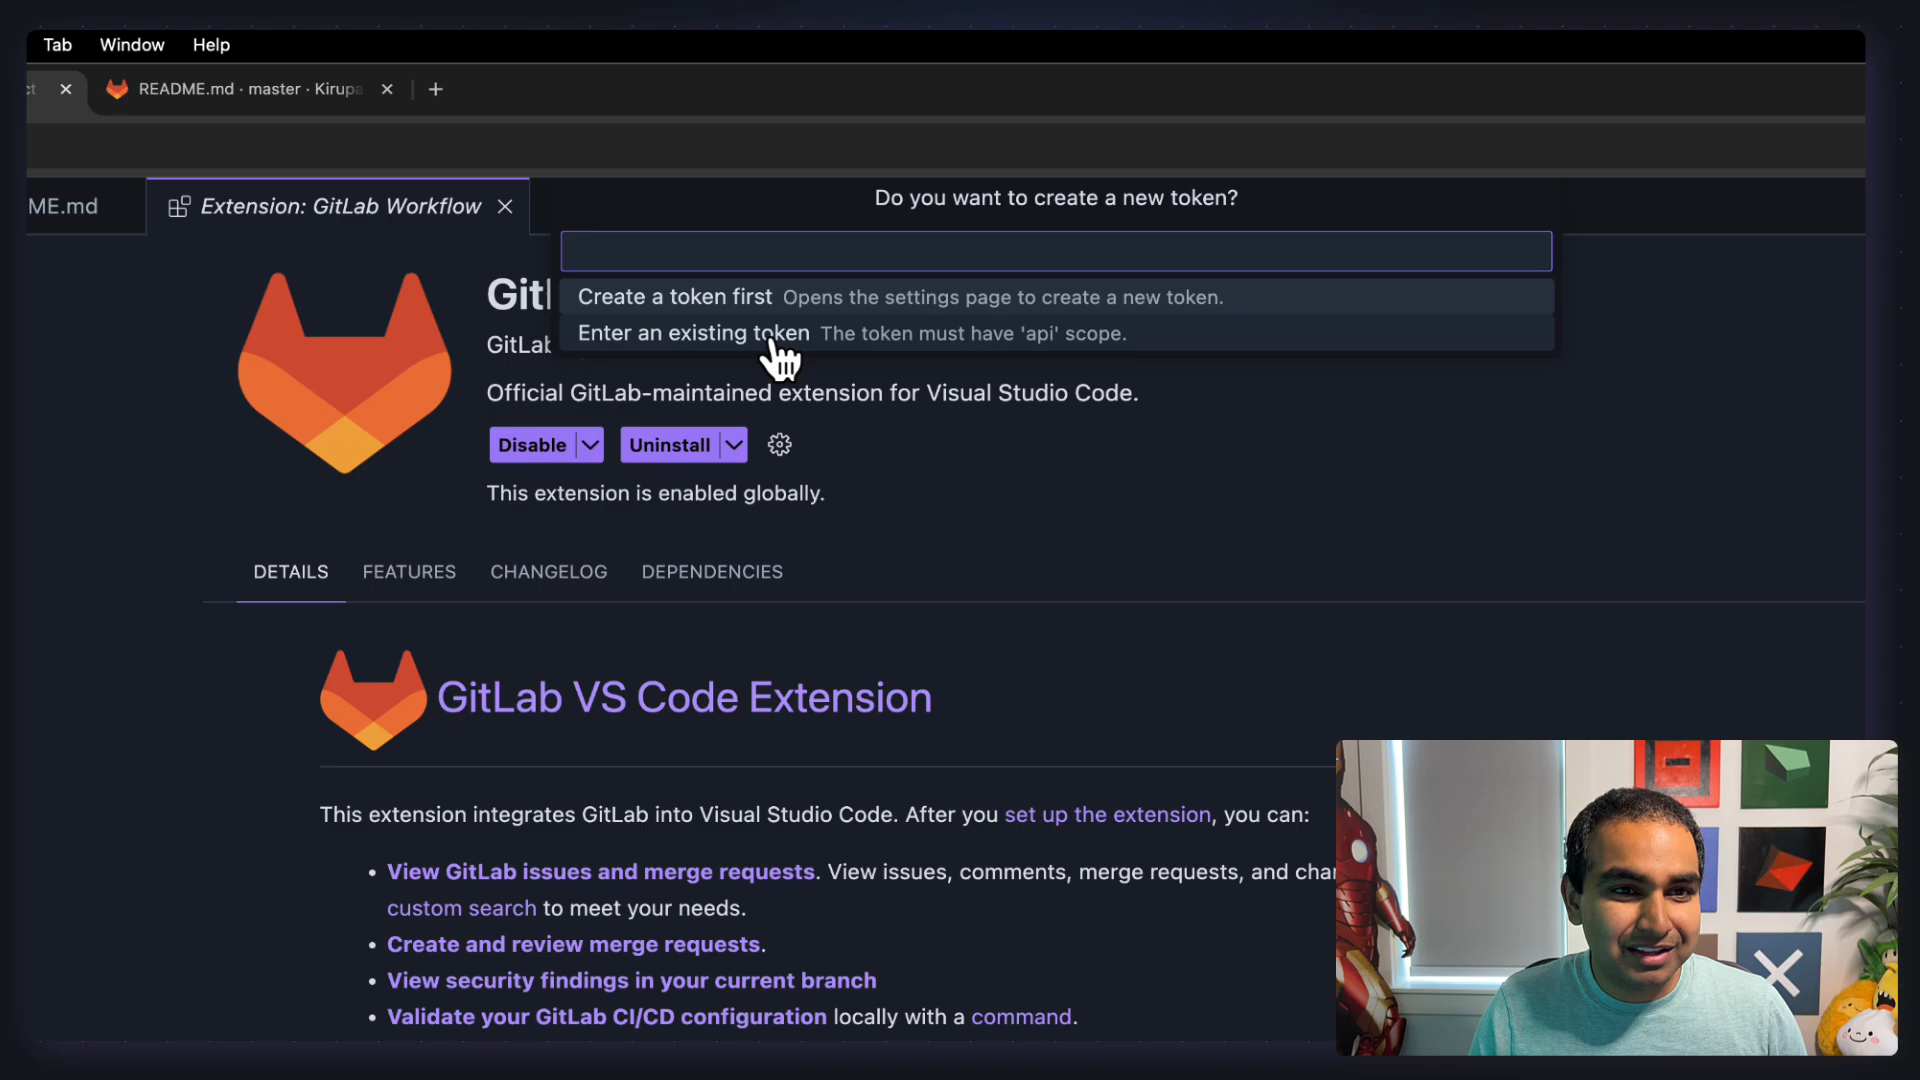 Tab Window Help
ct README.md · master · Kirupa
ME.md Extension: GitLab Workflow
Do you want to create a new token?
Create a token first Opens the settings page to create a new token.
Enter an existing token The token must have 'api' scope.
Gitl
GitLab
Official GitLab-maintained extension for Visual Studio Code.
Disable Uninstall
This extension is enabled globally.
DETAILS FEATURES CHANGELOG DEPENDENCIES
GitLab VS Code Extension
This extension integrates GitLab into Visual Studio Code. After you set up the extension, you can:
• View GitLab issues and merge requests. View issues, comments, merge requests, and char
custom search to meet your needs.
• Create and review merge requests.
• View security findings in your current branch
• Validate your GitLab CI/CD configuration locally with a command.